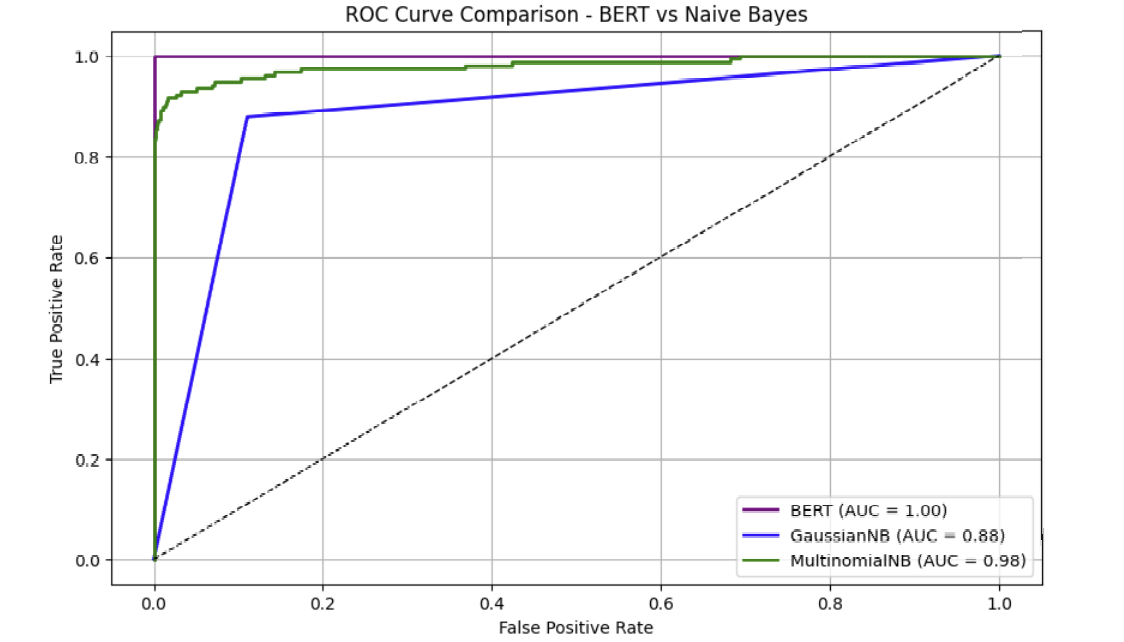 ROC Curve Comparison - BERT vs Naive Bayes
True Positive Rate
1.0
0.8
0.6
0.4
0.2
0.0
BERT (AUC = 1.00)
GaussianNB (AUC = 0.88)
MultinomialNB (AUC = 0.98)
0.0 0.2 0.4 0.6 0.8 1.0
False Positive Rate